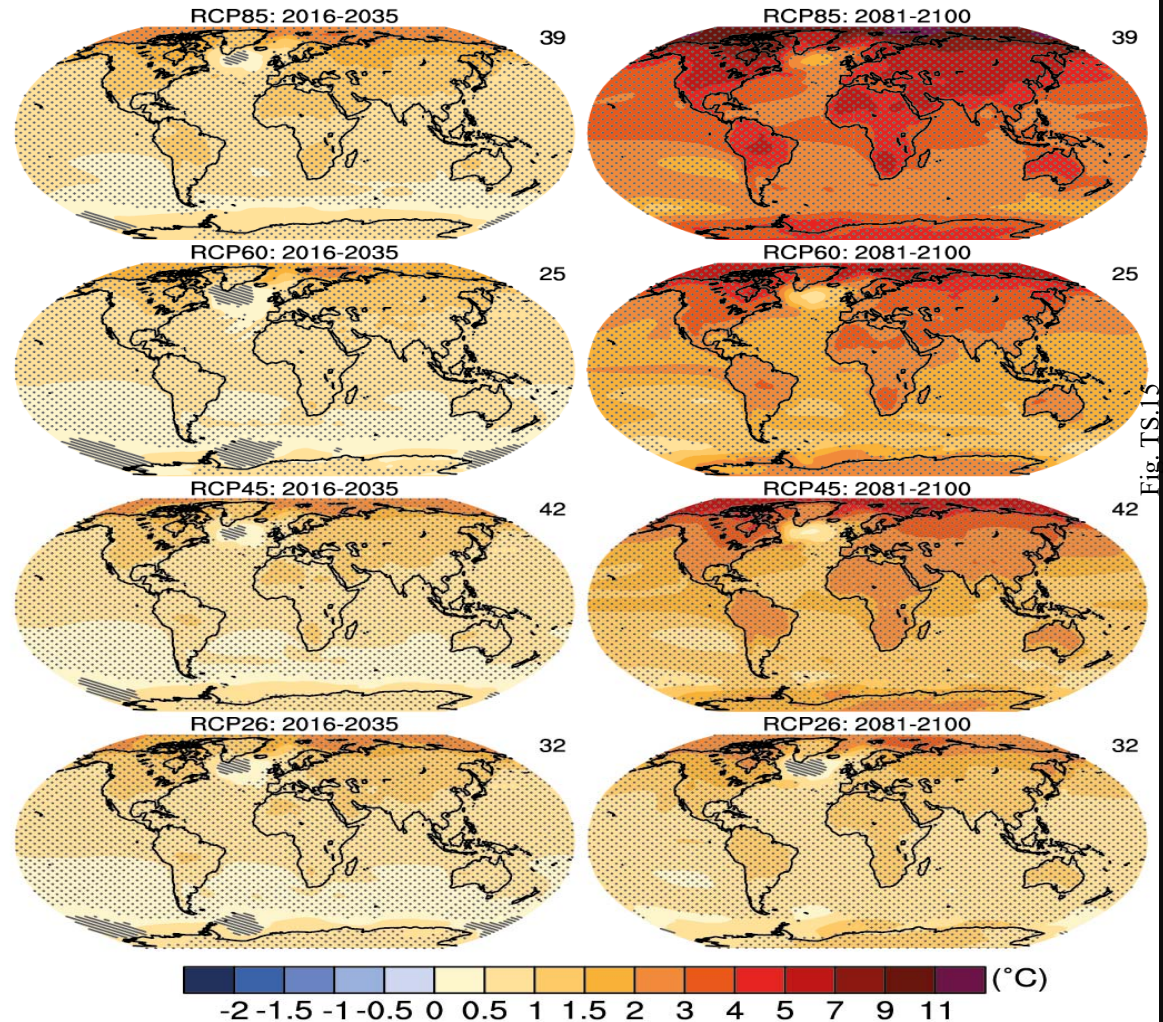 RCP85: 2016-2035
39
RCP85: 2081-2100
39
RCP60: 2016-2035
25
RCP60: 2081-2100
25
Fig. TS.15
RCP45: 2016-2035
42
RCP45: 2081-2100
42
RCP26: 2016-2035
32
RCP26: 2081-2100
32
(°C)
-2 -1.5 -1 -0.5 0 0.5 1 1.5 2 3 4 5 7 9 11